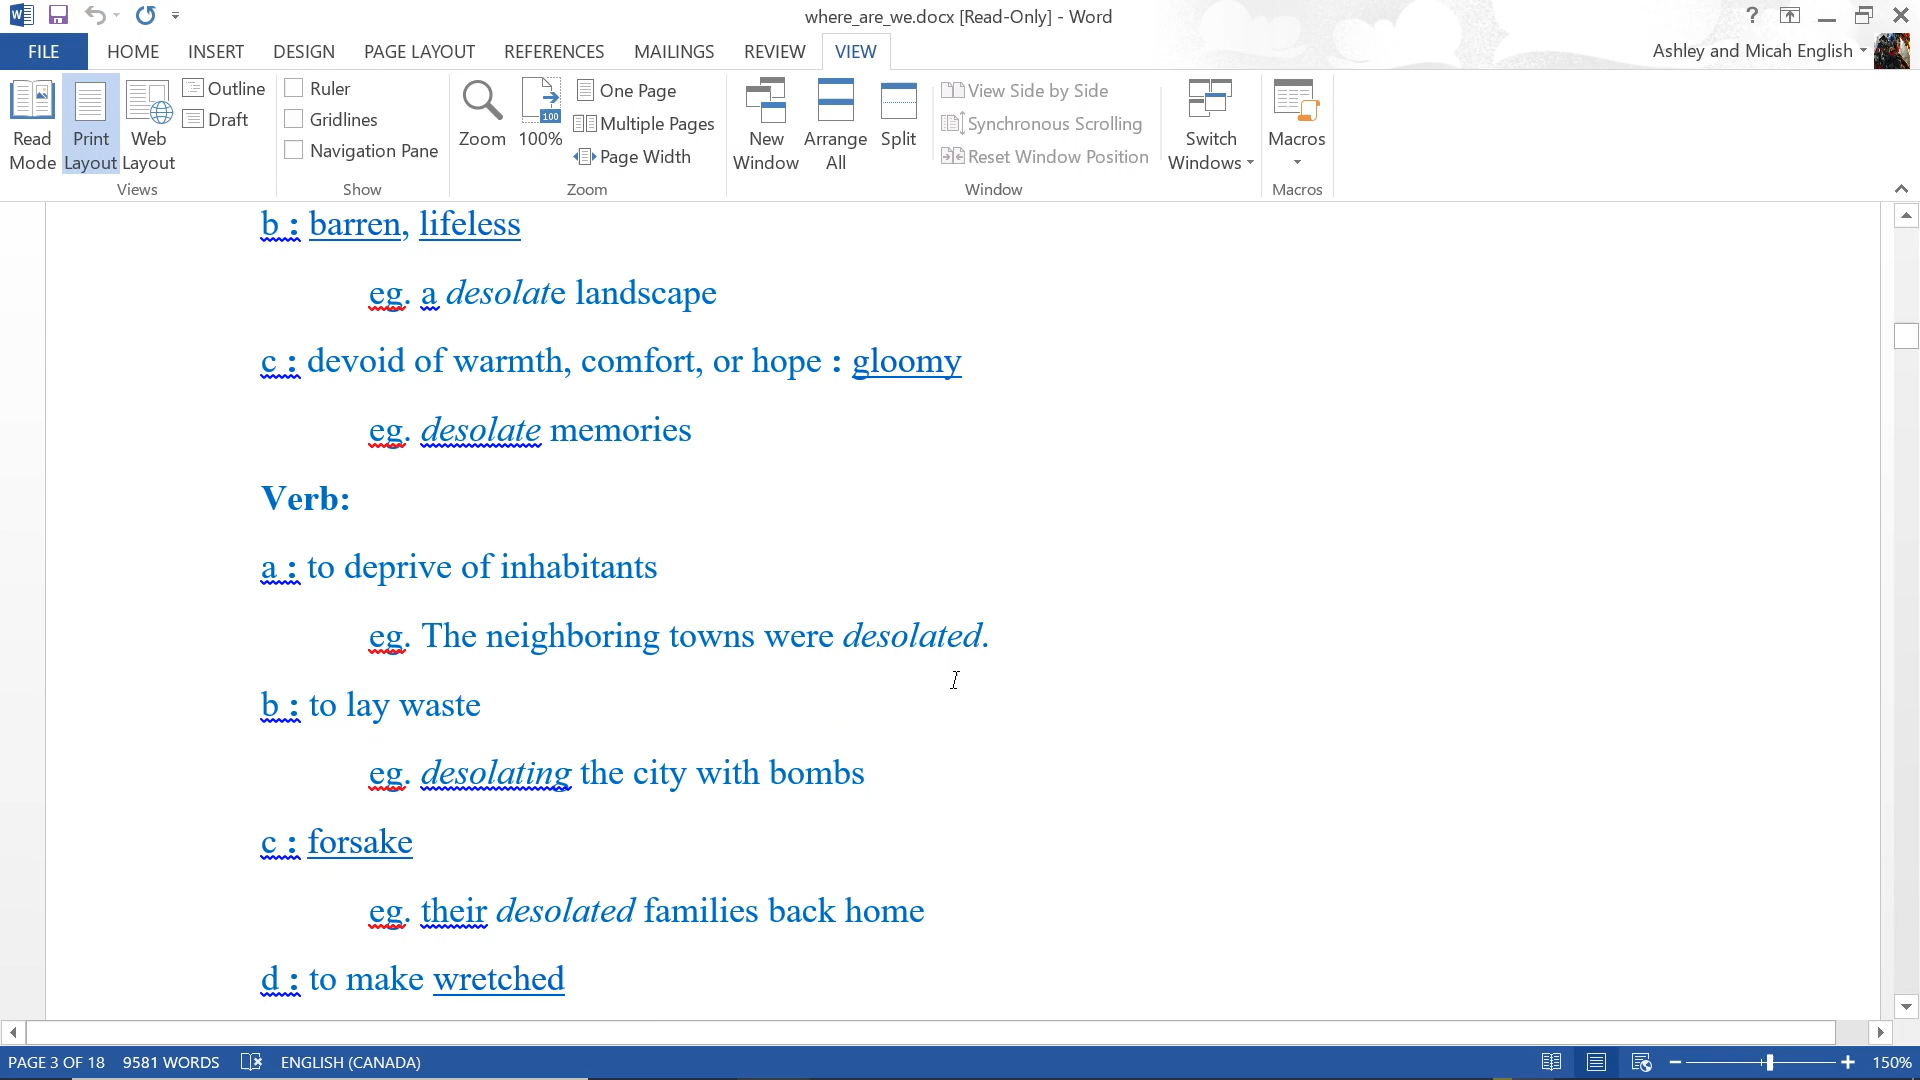 where_are_we.docx [Read-Only] - Word
?
FILE HOME INSERT DESIGN PAGE LAYOUT REFERENCES MAILINGS REVIEW VIEW Ashley and Micah English
Read Mode
Print Layout
Web Layout
Outline
Draft
Views
Ruler
Gridlines
Navigation Pane
Show
Zoom
100
100%
One Page
Multiple Pages
Page Width
Zoom
New Window
Arrange All
Split
View Side by Side
Synchronous Scrolling
Reset Window Position
Window
Switch Windows
Macros
Macros
b : barren, lifeless
eg. a desolate landscape
c : devoid of warmth, comfort, or hope : gloomy
eg. desolate memories
Verb:
a : to deprive of inhabitants
eg. The neighboring towns were desolated.
b : to lay waste
eg. desolating the city with bombs
c : forsake
eg. their desolated families back home
d : to make wretched
PAGE 3 OF 18 9581 WORDS ENGLISH (CANADA) 150%